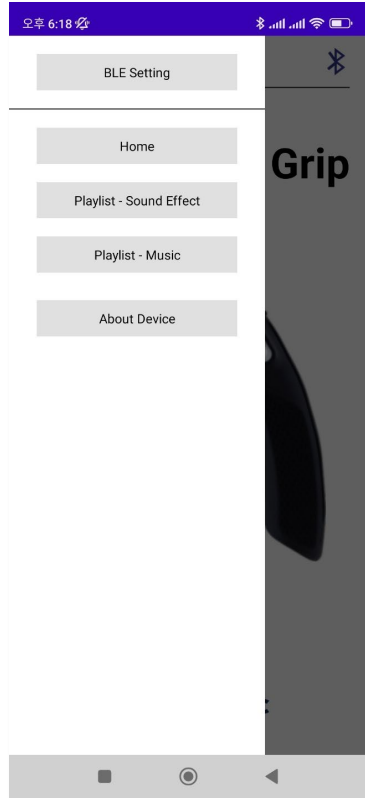 오후 6:18
BLE Setting
Grip
Home
Playlist - Sound Effect
Playlist - Music
About Device